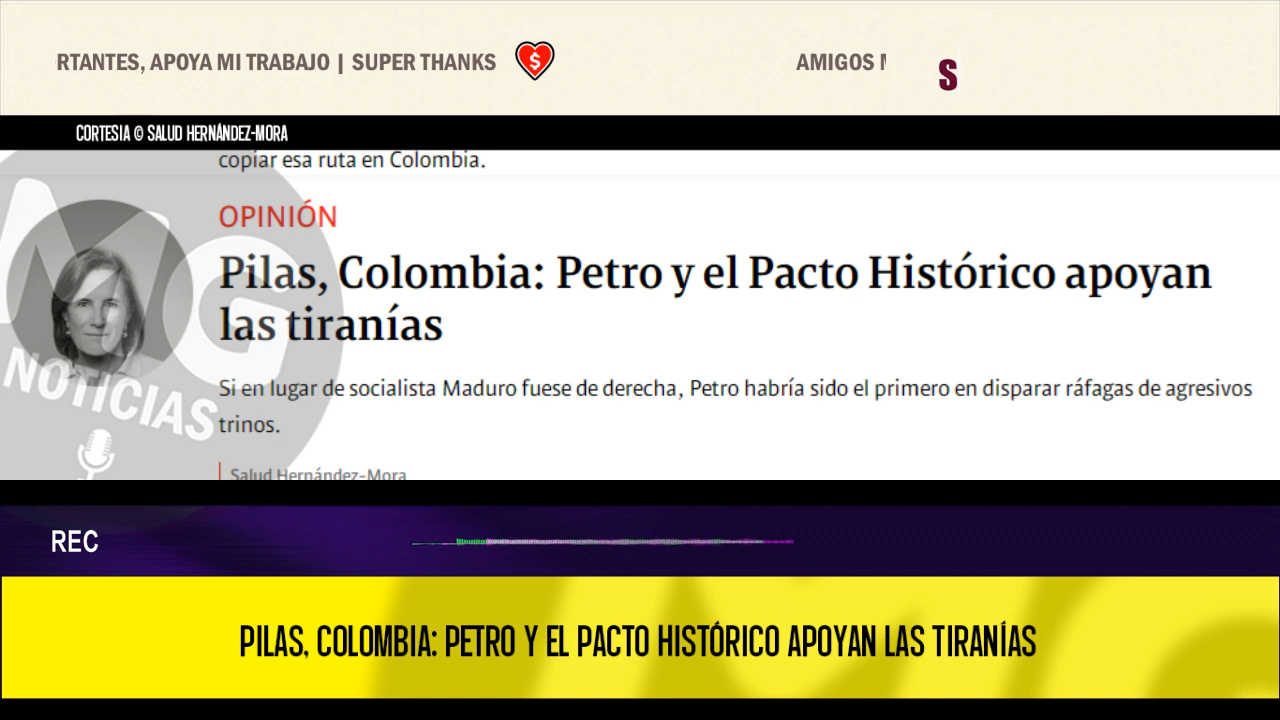 RTANTES, APOYA MI TRABAJO | SUPER THANKS $ AMIGOS
S
CORTESIA © SALUD HERNÁNDEZ-MORA
copiar esa ruta en Colombia.
OPINIÓN
Pilas, Colombia: Petro y el Pacto Histórico apoyan
las tiranías
Si en lugar de socialista Maduro fuese de derecha, Petro habría sido el primero en disparar ráfagas de agresivos
trinos.
Salud Hernández-Mora
MG
NOTICIAS
REC
PILAS, COLOMBIA: PETRO Y EL PACTO HISTÓRICO APOYAN LAS TIRANÍAS